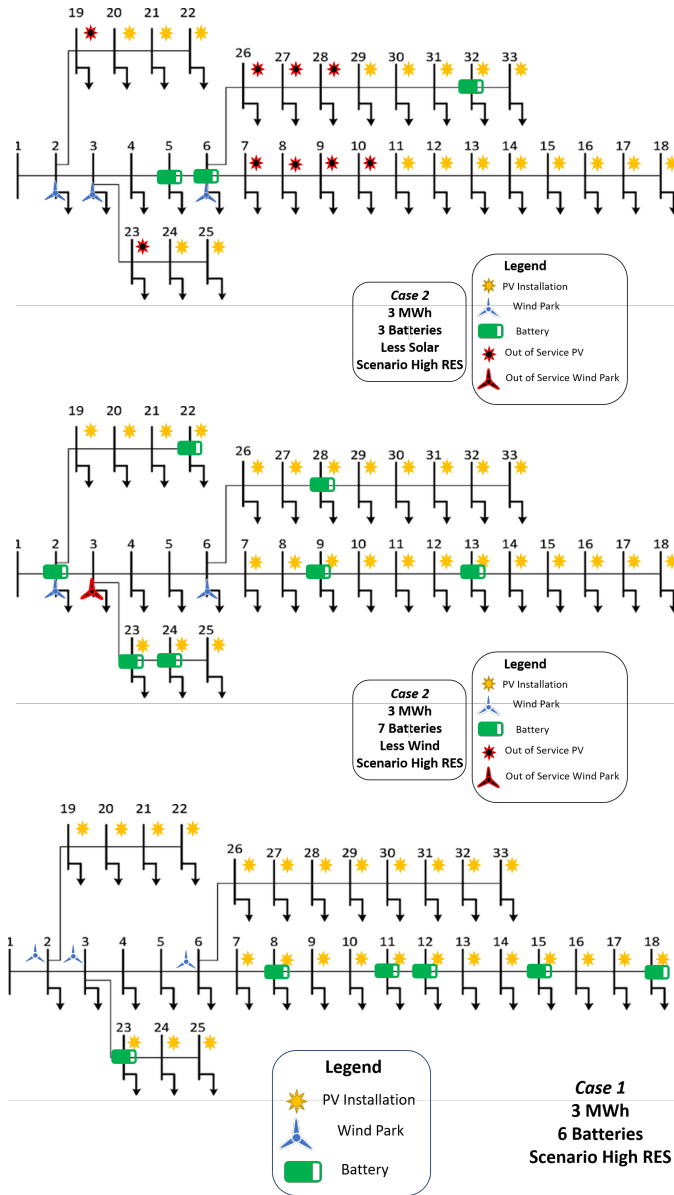 19 20 21 22
26 27 28 29 30 31 32 33
1 2 3 4 5 6 7 8 9 10 11 12 13 14 15 16 17 18
23 24 25
Case 2
3 MWh
3 Batteries
Less Solar
Scenario High RES
Legend
PV Installation
Wind Park
Battery
Out of Service PV
Out of Service Wind Park
19 20 21 22
26 27 28 29 30 31 32 33
1 2 3 4 5 6 7 8 9 10 11 12 13 14 15 16 17 18
23 24 25
Case 2
3 MWh
7 Batteries
Less Wind
Scenario High RES
Legend
PV Installation
Wind Park
Battery
Out of Service PV
Out of Service Wind Park
19 20 21 22
26 27 28 29 30 31 32 33
1 2 3 4 5 6 7 8 9 10 11 12 13 14 15 16 17 18
23 24 25
Legend
PV Installation
Wind Park
Battery
Case 1
3 MWh
6 Batteries
Scenario High RES